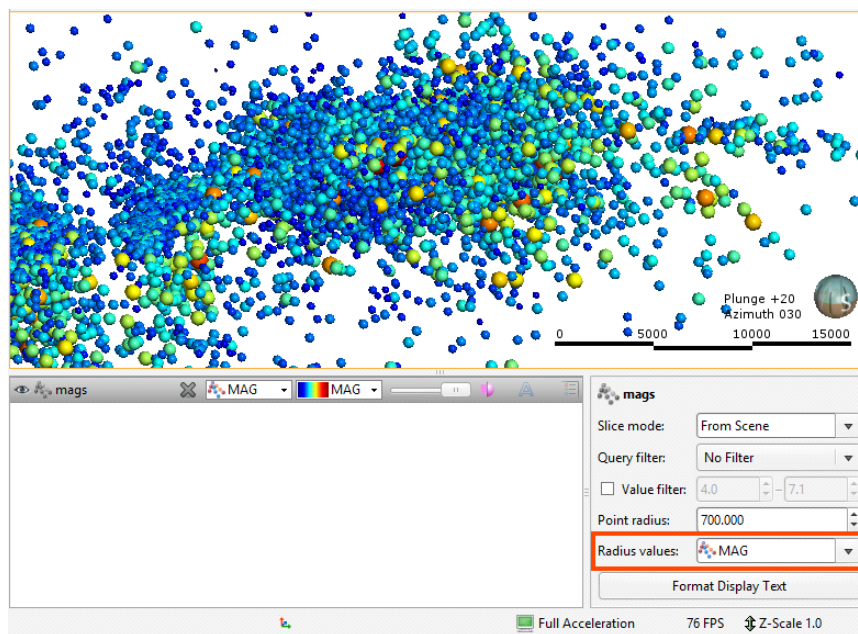 Plunge +20
Azimuth 030
S
0 5000 10000 15000
mags MAG MAG A
mags
Slice mode: From Scene
Query filter: No Filter
Value filter: 4.0 – 7.1
Point radius: 700.000
Radius values: MAG
Format Display Text
Full Acceleration 76 FPS Z-Scale 1.0